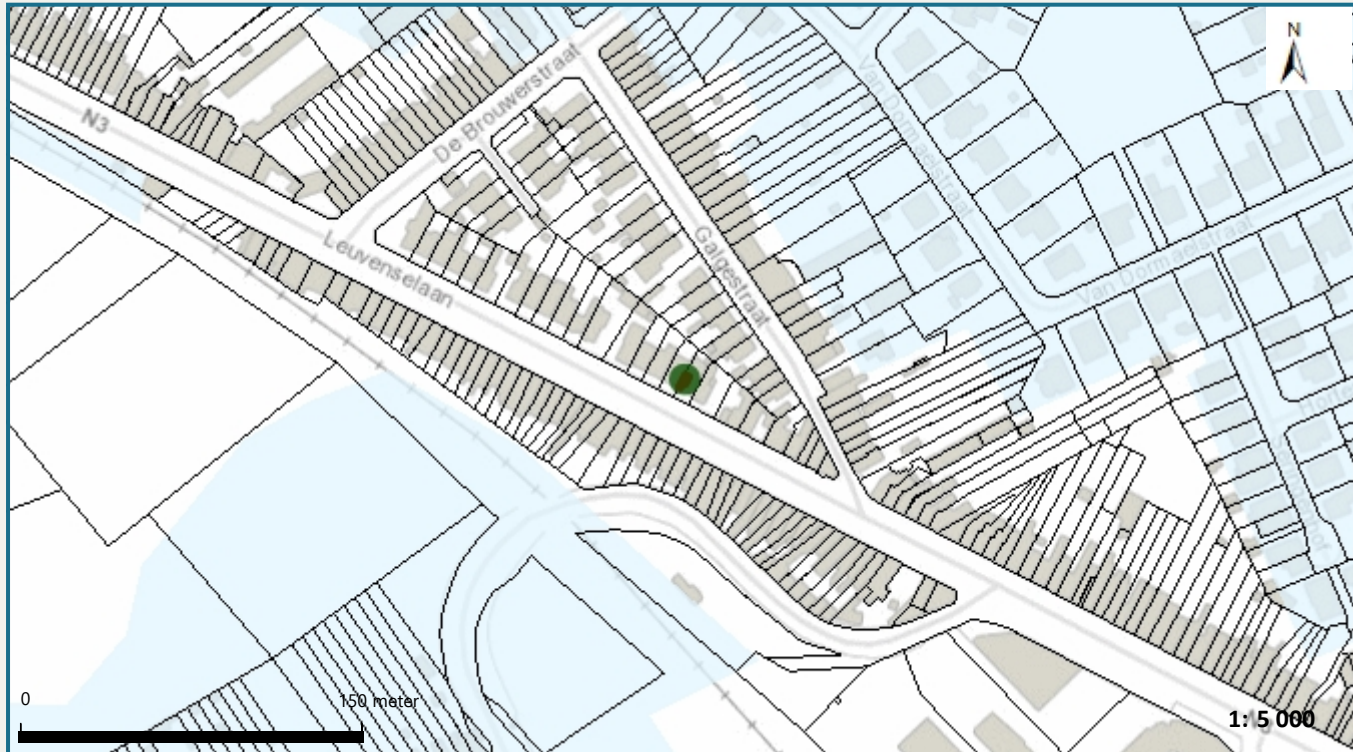 N
N3
De Brouwerstraat
Van Dormaelstraat
Leuvenselaan
Galgestraat
Van Dormaelstraat
0
150 meter
1: 5 000